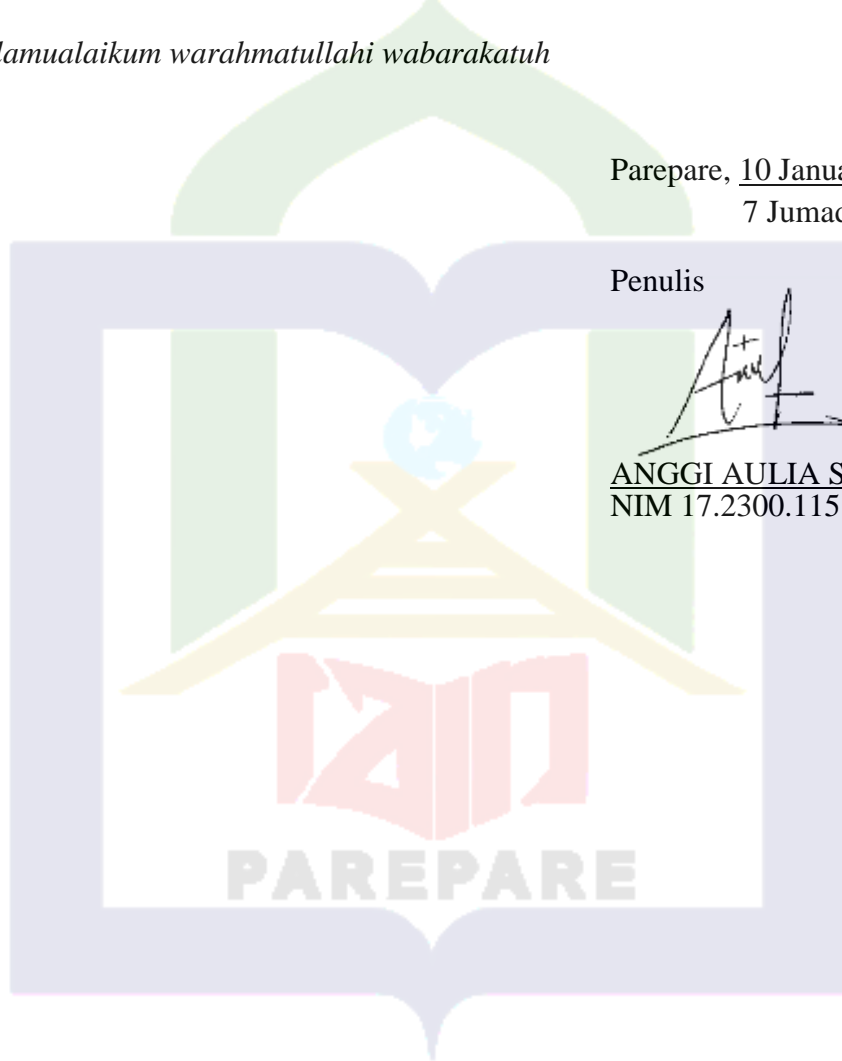 lamualaikum warahmatullahi wabarakatuh
Parepare, 10 Janua
7 Jumad
Penulis
ANGGI AULIA S
NIM 17.2300.115
PAREPARE